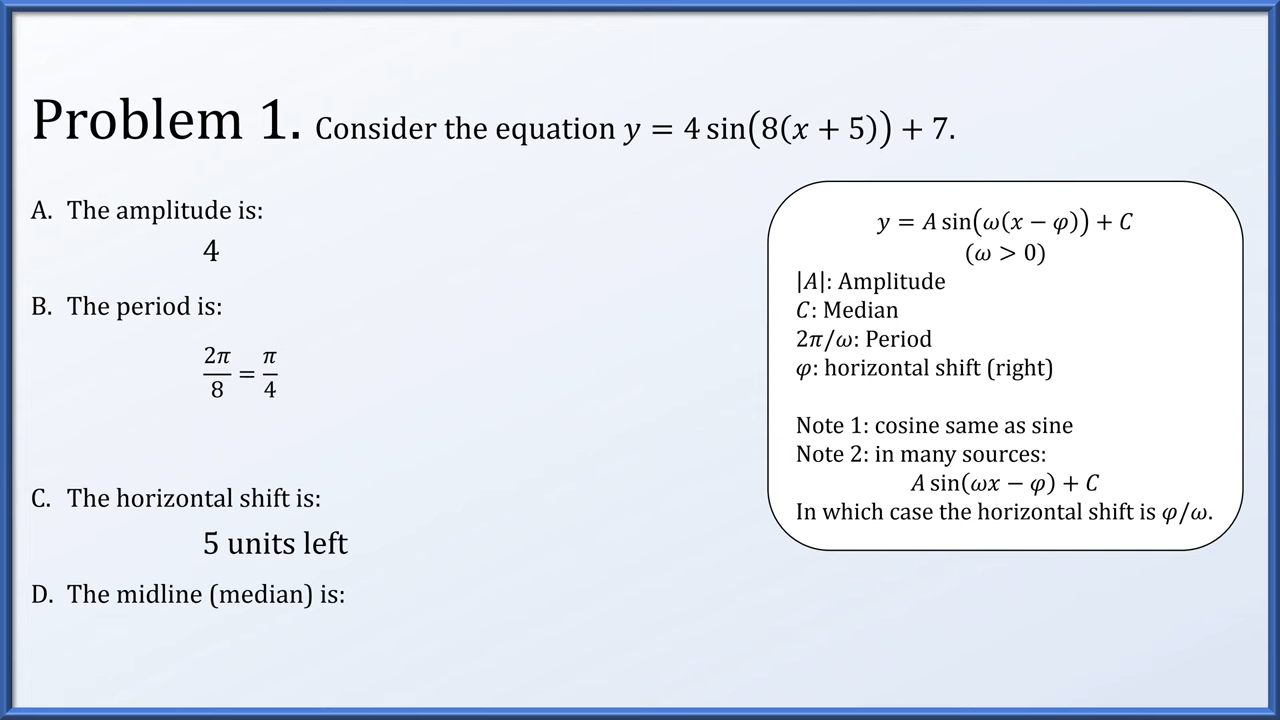 Problem 1. Consider the equation y = 4 sin(8(x + 5)) + 7.
A. The amplitude is:
4
B. The period is:
2π/8 = π/4
C. The horizontal shift is:
5 units left
D. The midline (median) is:
y = A sin(ω(x − φ)) + C
(ω > 0)
|A|: Amplitude
C: Median
2π/ω: Period
φ: horizontal shift (right)
Note 1: cosine same as sine
Note 2: in many sources:
A sin(ωx − φ) + C
In which case the horizontal shift is φ/ω.